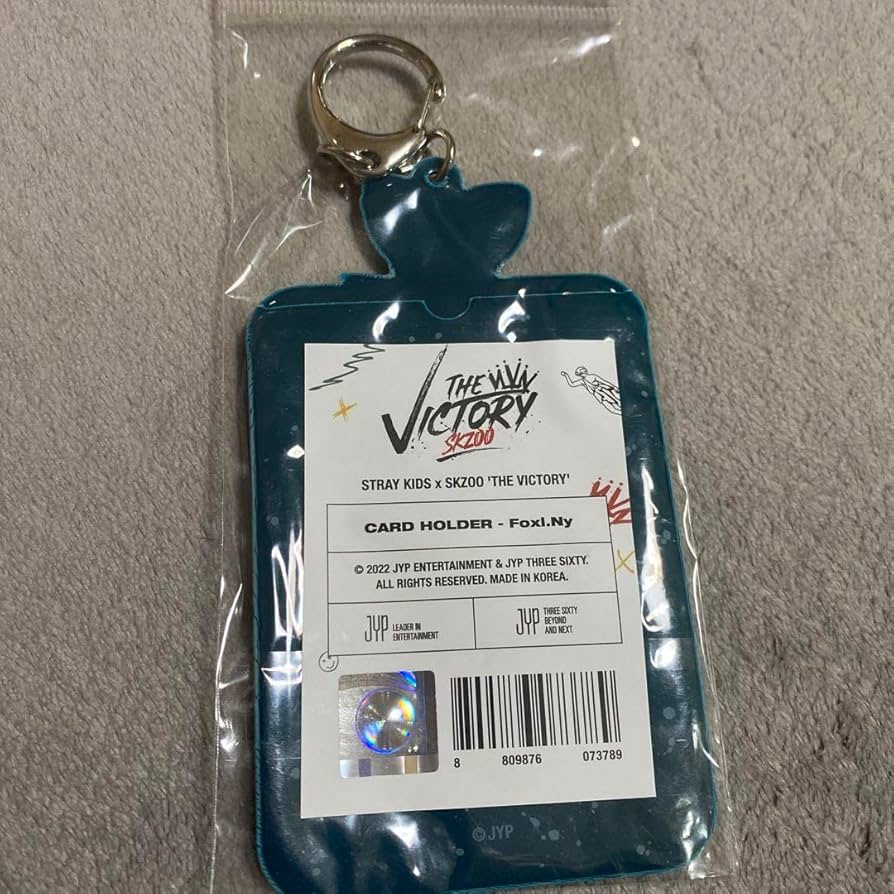 THE
VICTORY
SKZOO
STRAY KIDS x SKZOO 'THE VICTORY'
CARD HOLDER - FoxI.Ny
© 2022 JYP ENTERTAINMENT & JYP THREE SIXTY.
ALL RIGHTS RESERVED. MADE IN KOREA.
JYP LEADER IN
ENTERTAINMENT
JYP THREE SIXTY
BEYOND
AND NEXT
8 809876 073789
© JYP